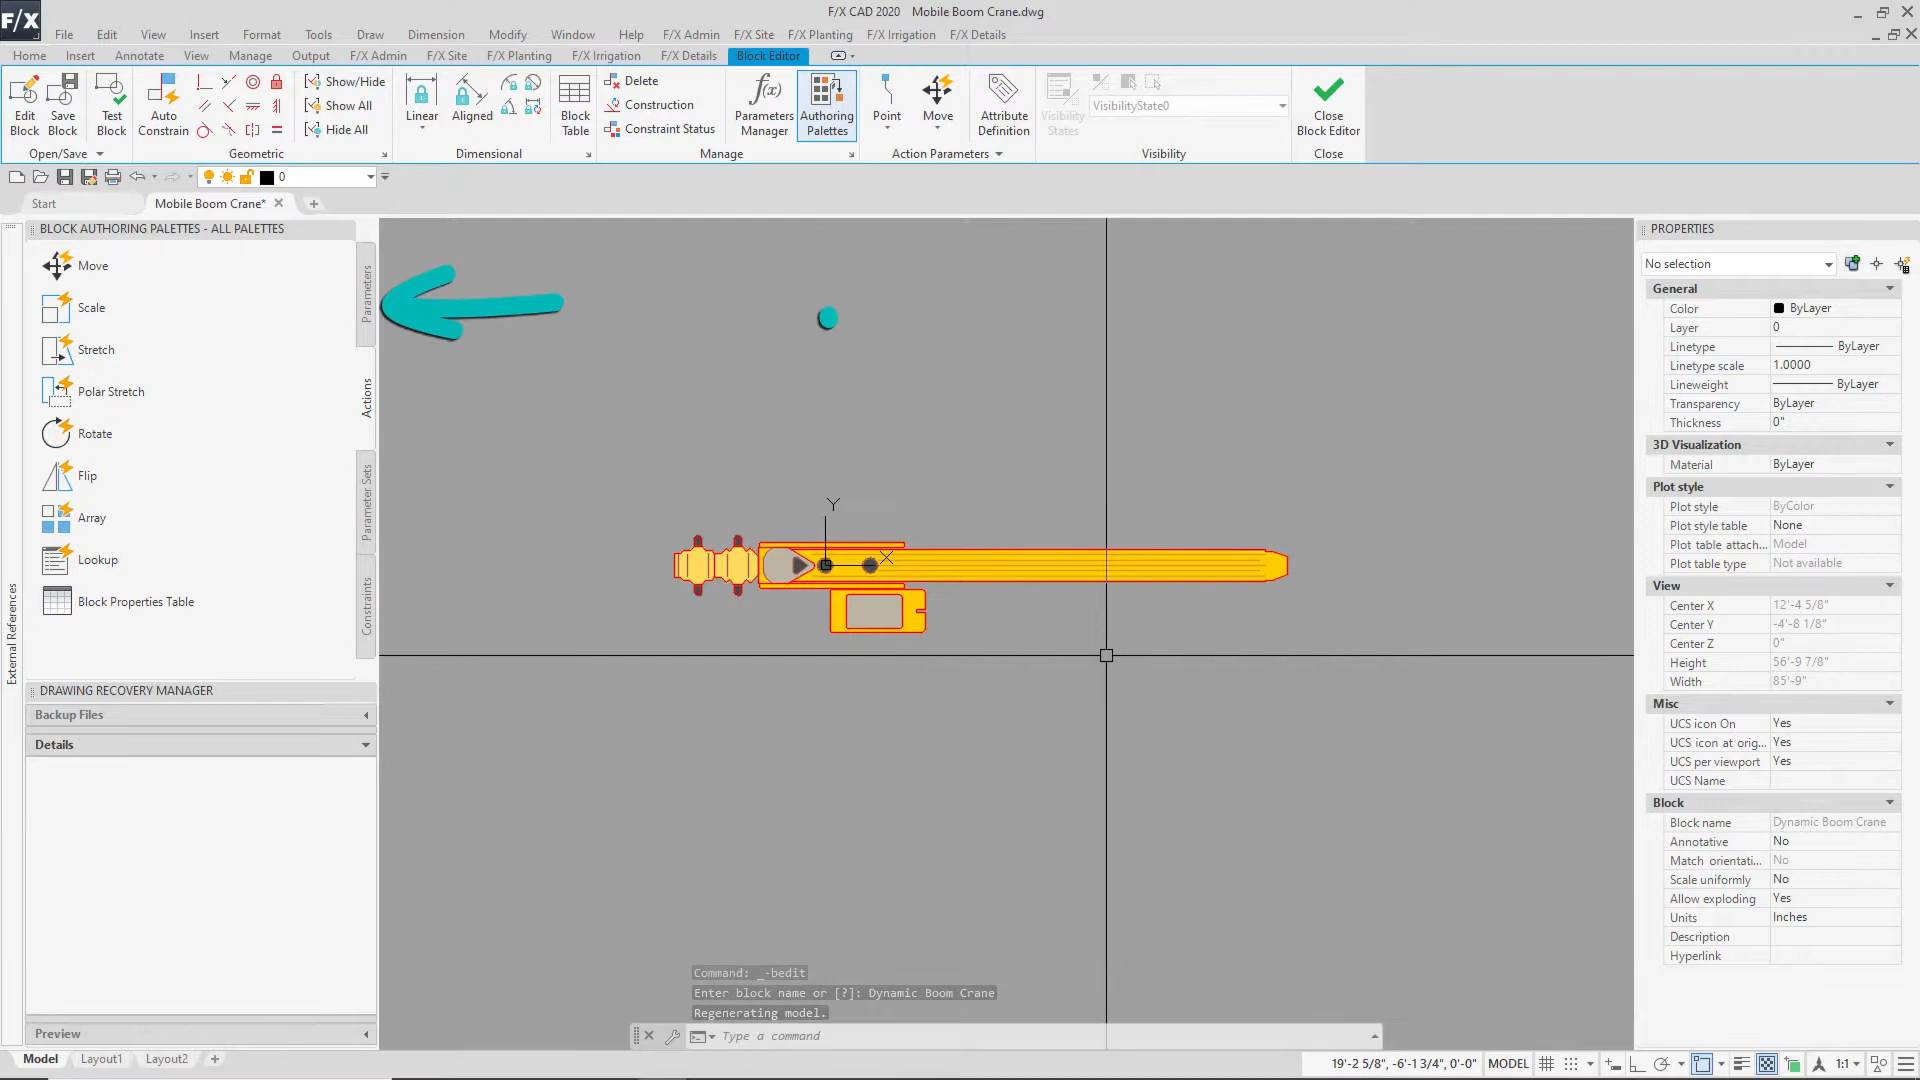 F/X
F/X CAD 2020 Mobile Boom Crane.dwg
File Edit View Insert Format Tools Draw Dimension Modify Window Help F/X Admin F/X Site F/X Planting F/X Irrigation F/X Details
Home Insert Annotate View Manage Output F/X Admin F/X Site F/X Planting F/X Irrigation F/X Details Block Editor
Edit Block
Save Block
Test Block
Auto Constrain
Show/Hide
Show All
Hide All
Linear
Aligned
Block Table
Delete
Construction
Constraint Status
f(x)
Parameters Manager
Authoring Palettes
Point
Move
Attribute Definition
Visibility States
VisibilityState0
Close Block Editor
Open/Save Geometric Dimensional Manage Action Parameters Visibility Close
0
Start Mobile Boom Crane*
BLOCK AUTHORING PALETTES - ALL PALETTES
Move
Scale
Stretch
Polar Stretch
Rotate
Flip
Array
Lookup
Block Properties Table
Parameters
Actions
Parameter Sets
Constraints
External References
DRAWING RECOVERY MANAGER
Backup Files
Details
Preview
Y
X
Command: _-bedit
Enter block name or [?]: Dynamic Boom Crane
Regenerating model.
Type a command
PROPERTIES
No selection
General
Color ByLayer
Layer 0
Linetype ByLayer
Linetype scale 1.0000
Lineweight ByLayer
Transparency ByLayer
Thickness 0"
3D Visualization
Material ByLayer
Plot style
Plot style ByColor
Plot style table None
Plot table attach... Model
Plot table type Not available
View
Center X 12'-4 5/8"
Center Y -4'-8 1/8"
Center Z 0"
Height 56'-9 7/8"
Width 85'-9"
Misc
UCS icon On Yes
UCS icon at orig... Yes
UCS per viewport Yes
UCS Name
Block
Block name Dynamic Boom Crane
Annotative No
Match orientati... No
Scale uniformly No
Allow exploding Yes
Units Inches
Description
Hyperlink
Model Layout1 Layout2
19'-2 5/8", -6'-1 3/4", 0'-0" MODEL 1:1